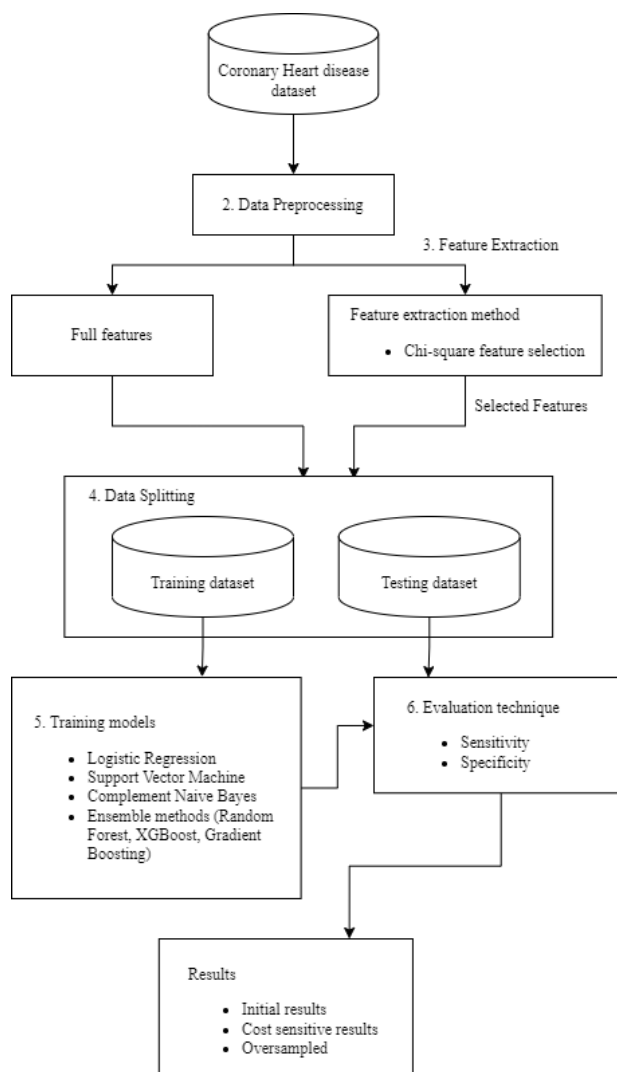 Coronary Heart disease
dataset
2. Data Preprocessing
3. Feature Extraction
Full features
Feature extraction method
• Chi-square feature selection
Selected Features
4. Data Splitting
Training dataset
Testing dataset
5. Training models
• Logistic Regression
• Support Vector Machine
• Complement Naive Bayes
• Ensemble methods (Random
Forest, XGBoost, Gradient
Boosting)
6. Evaluation technique
• Sensitivity
• Specificity
Results
• Initial results
• Cost sensitive results
• Oversampled